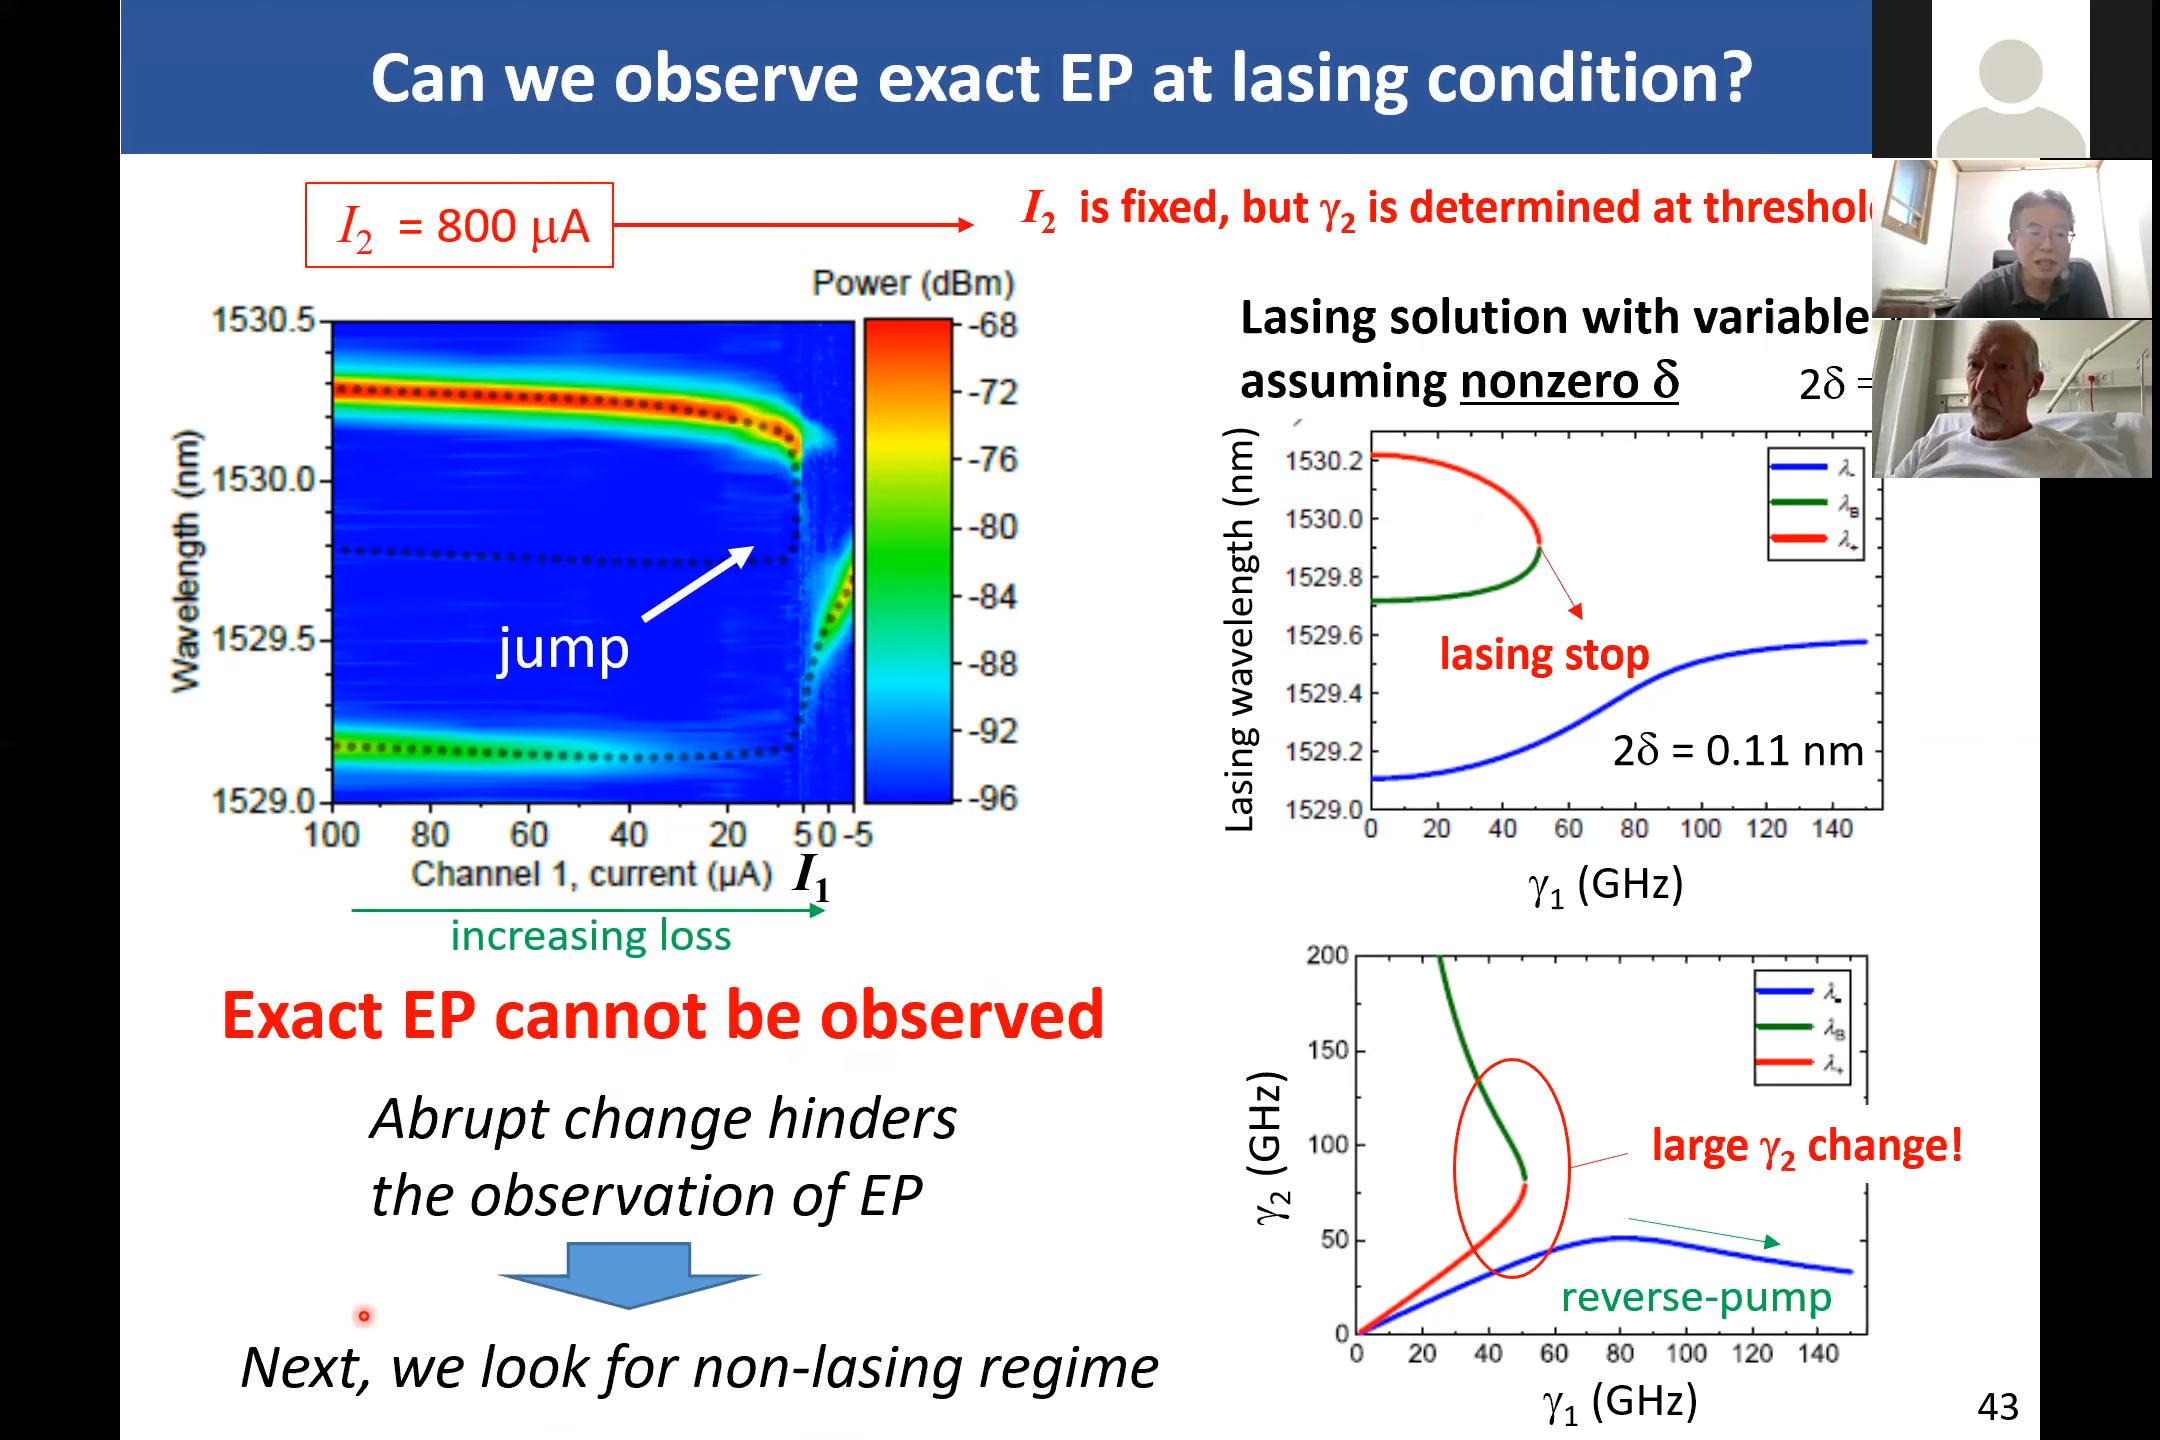 Can we observe exact EP at lasing condition?
I2 = 800 μA
I2 is fixed, but γ2 is determined at threshol
Power (dBm)
1530.5
1530.0
1529.5
1529.0
Wavelength (nm)
jump
100 80 60 40 20 5 0 -5
Channel 1, current (μA) I1
increasing loss
-68
-72
-76
-80
-84
-88
-92
-96
Lasing solution with variable
assuming nonzero δ 2δ =
Lasing wavelength (nm)
1530.2
1530.0
1529.8
1529.6
1529.4
1529.2
1529.0
λ-
λB
λ+
lasing stop
2δ = 0.11 nm
0 20 40 60 80 100 120 140
γ1 (GHz)
Exact EP cannot be observed
Abrupt change hinders
the observation of EP
Next, we look for non-lasing regime
γ2 (GHz)
200
150
100
50
0
λ-
λB
λ+
large γ2 change!
reverse-pump
0 20 40 60 80 100 120 140
γ1 (GHz)
43